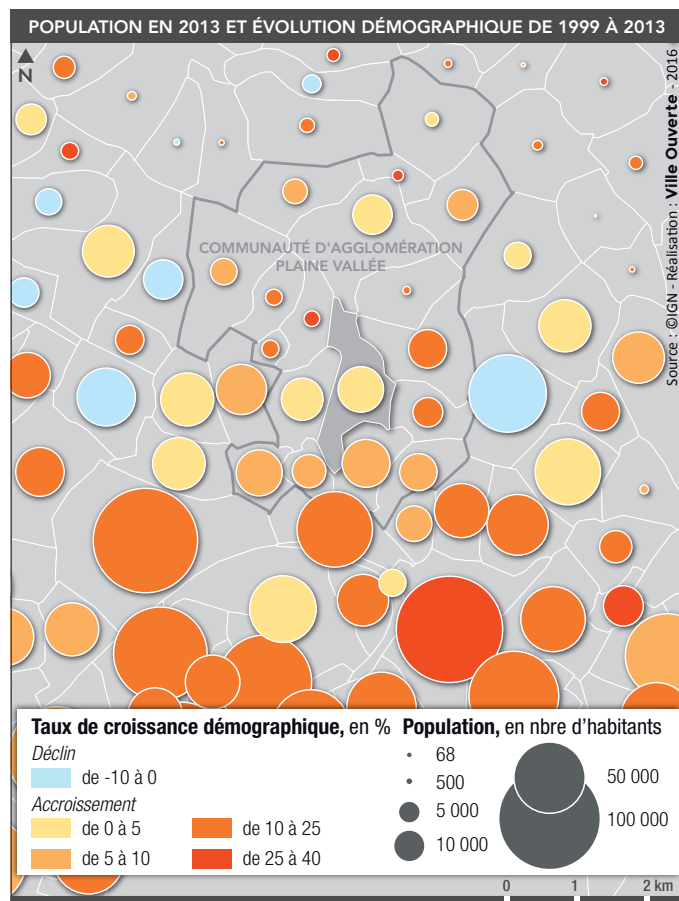 POPULATION EN 2013 ET ÉVOLUTION DÉMOGRAPHIQUE DE 1999 À 2013
N
COMMUNAUTÉ D'AGGLOMÉRATION
PLAINE VALLÉE
Source : ©IGN - Réalisation : Ville Ouverte - 2016
Taux de croissance démographique, en %
Déclin
de -10 à 0
Accroissement
de 0 à 5
de 5 à 10
de 10 à 25
de 25 à 40
Population, en nbre d'habitants
68
500
5 000
10 000
50 000
100 000
0 1 2 km